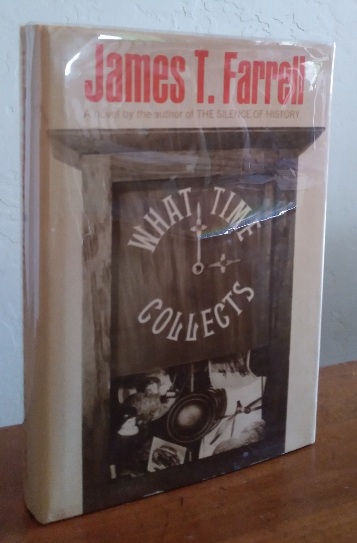 James T. Farrell
A novel by the author of THE SILENCE OF HISTORY
WHAT TIME
COLLECTS